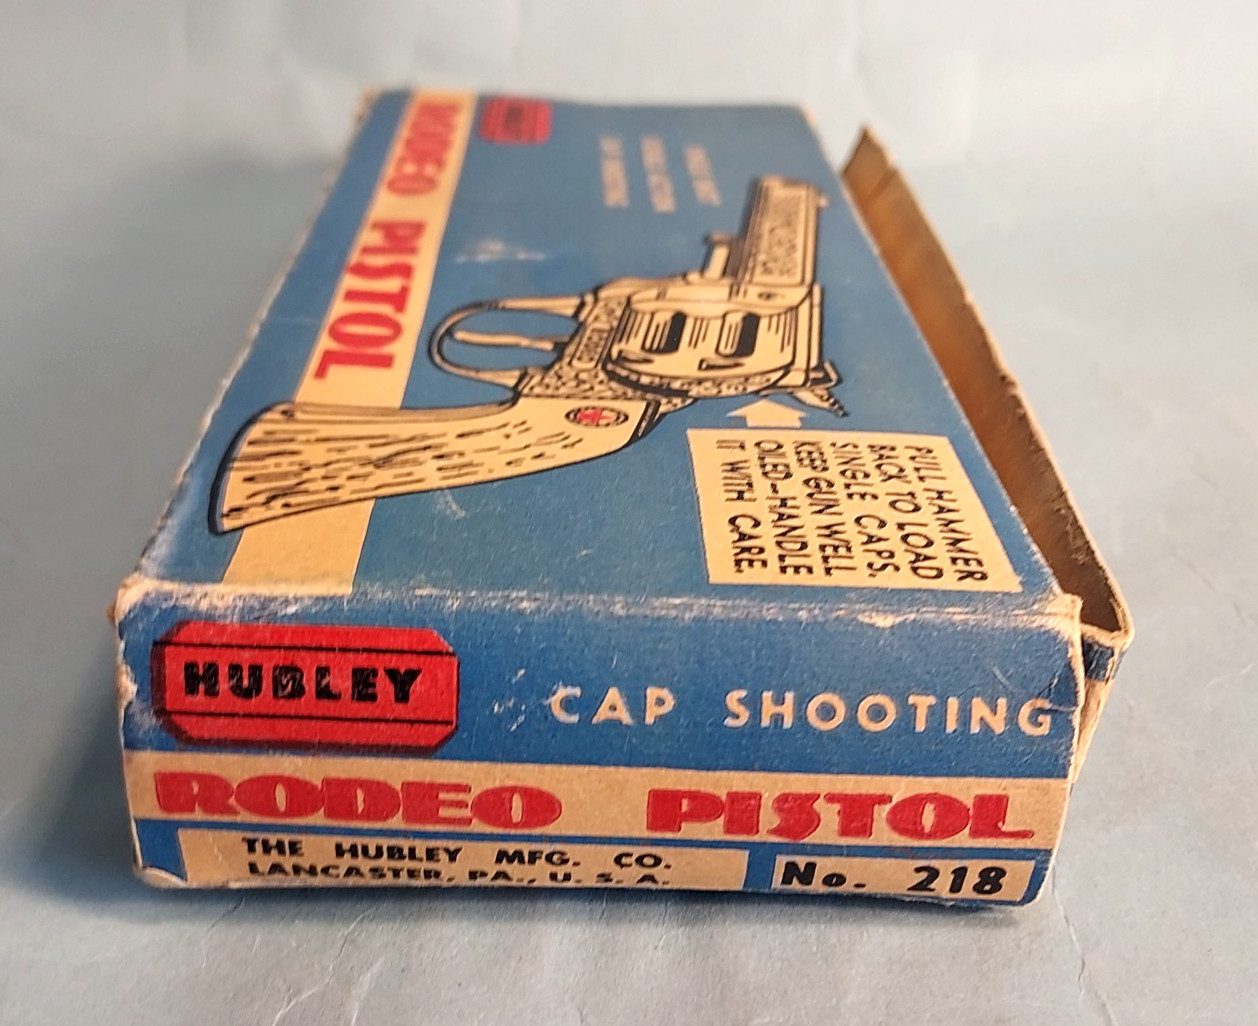 RODEO PISTOL
PULL HAMMER
BACK TO LOAD
SINGLE CAPS.
KEEP GUN WELL
OILED-HANDLE
IT WITH CARE.
HUBLEY
CAP SHOOTING
RODEO PISTOL
THE HUBLEY MFG. CO.
LANCASTER, PA., U. S. A.
No. 218